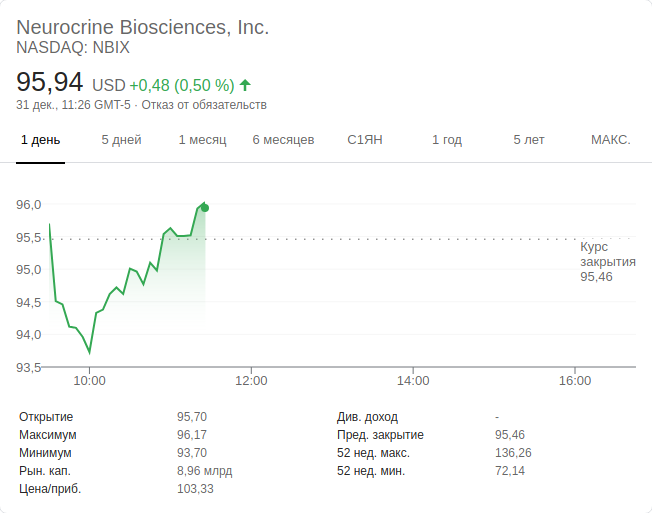 Neurocrine Biosciences, Inc.
NASDAQ: NBIX
95,94 USD +0,48 (0,50 %)
31 дек., 11:26 GMT-5 · Отказ от обязательств
1 день 5 дней 1 месяц 6 месяцев С1ЯН 1 год 5 лет МАКС.
96,0
95,5
Курс
закрытия
95,46
95,0
94,5
94,0
93,5
10:00 12:00 14:00 16:00
Открытие 95,70 Див. доход -
Максимум 96,17 Пред. закрытие 95,46
Минимум 93,70 52 нед. макс. 136,26
Рын. кап. 8,96 млрд 52 нед. мин. 72,14
Цена/приб. 103,33